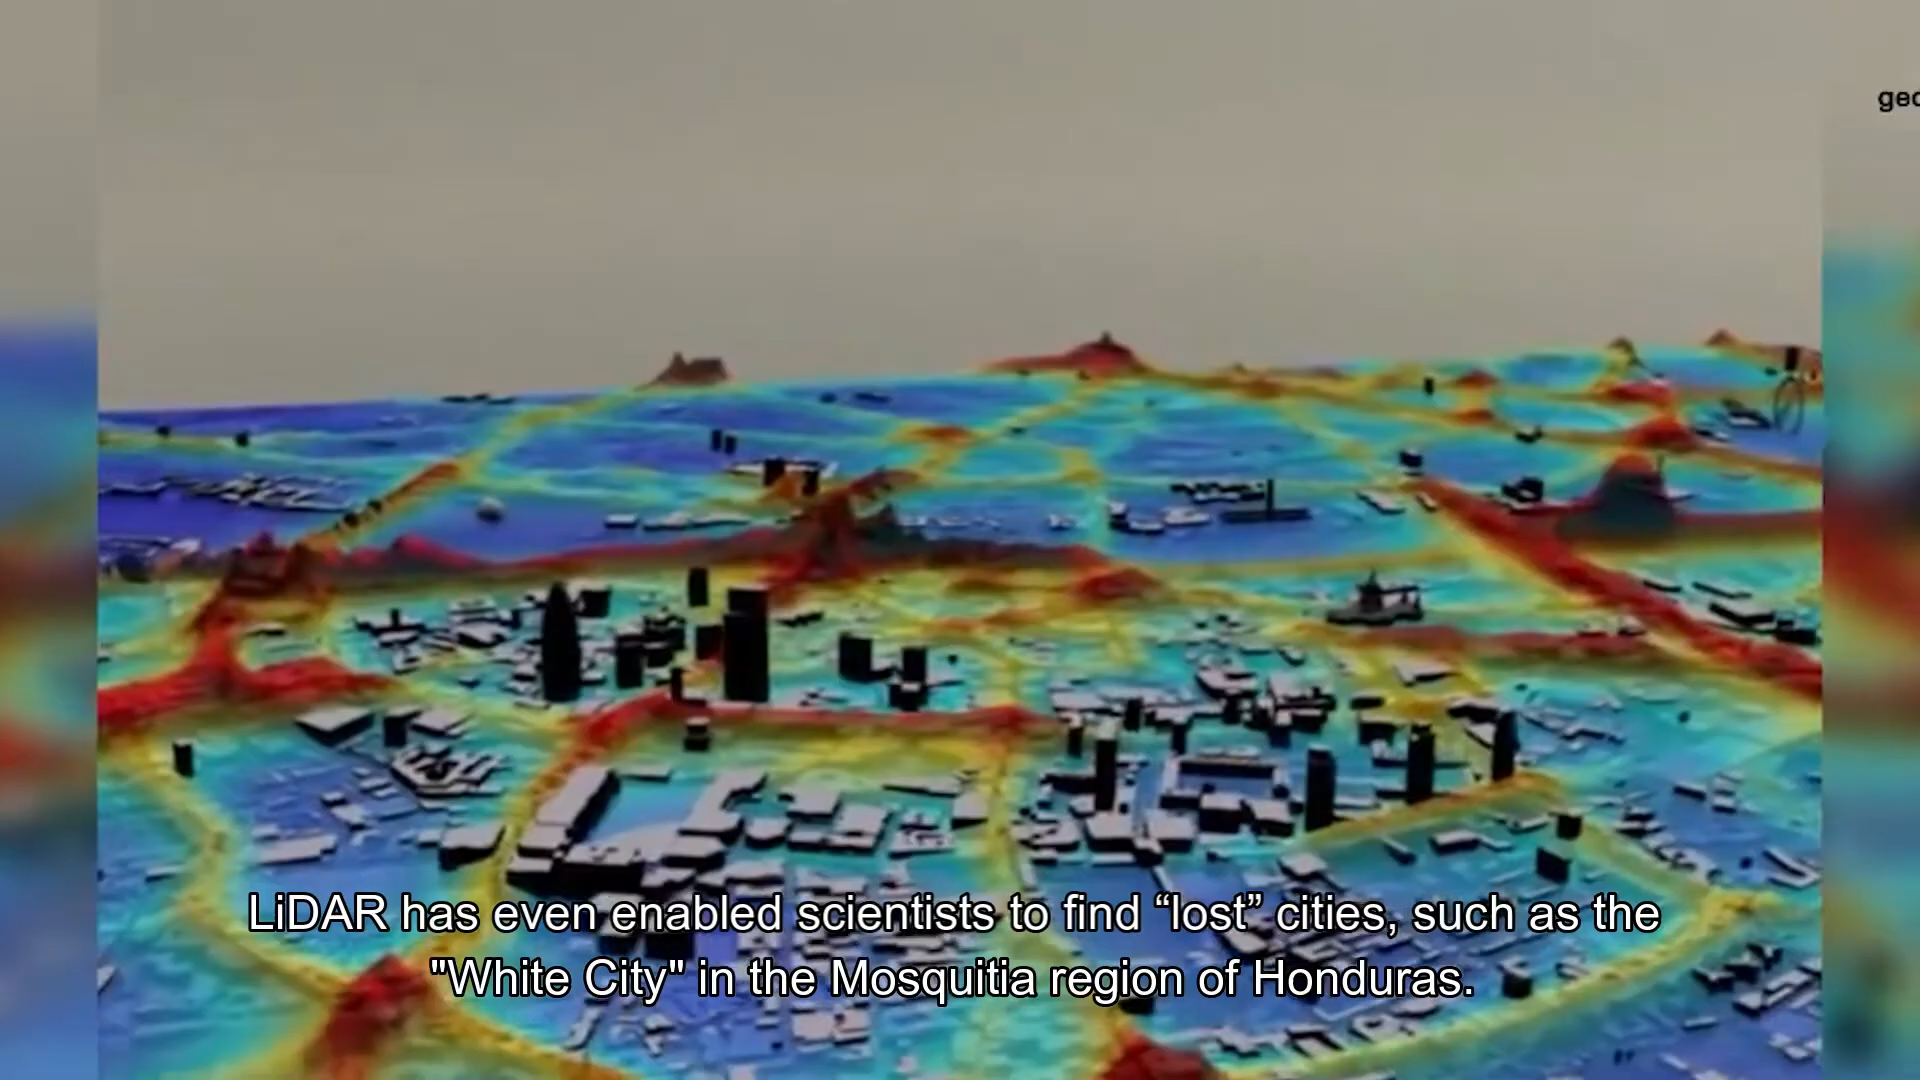 geo
LiDAR has even enabled scientists to find “lost” cities, such as the
"White City" in the Mosquitia region of Honduras.